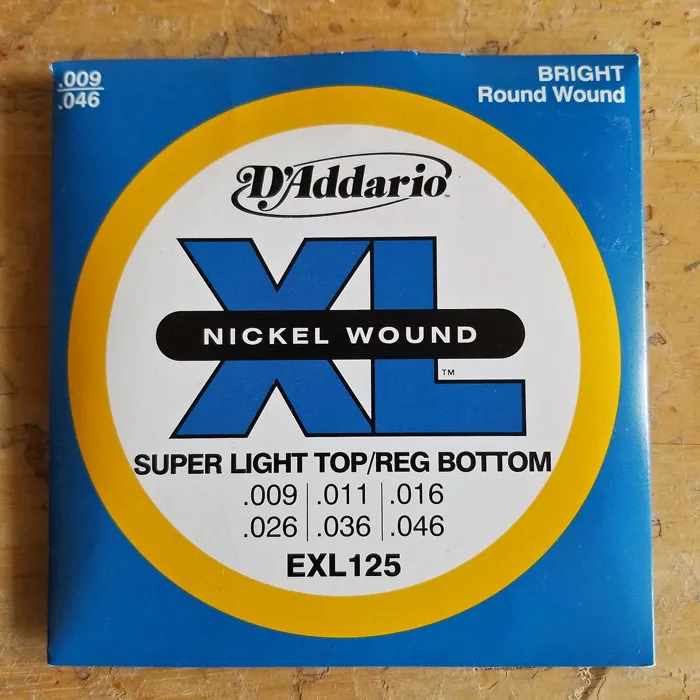 .009
.046
BRIGHT
Round Wound
D'Addario
XL
NICKEL WOUND
™
SUPER LIGHT TOP/REG BOTTOM
.009 .011 .016
.026 .036 .046
EXL125